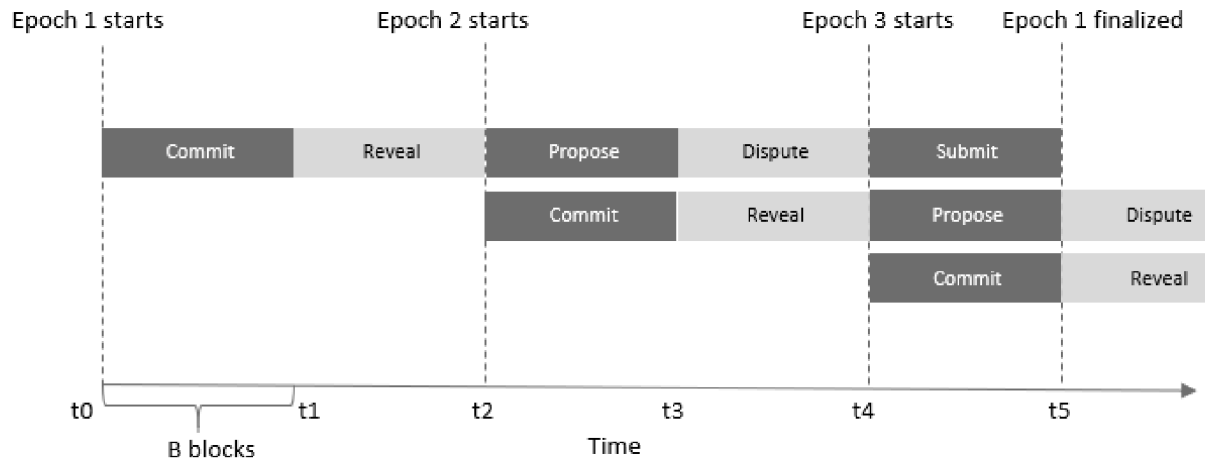 Epoch 1 starts
Epoch 2 starts
Epoch 3 starts
Epoch 1 finalized
Commit
Reveal
Propose
Dispute
Submit
Commit
Reveal
Propose
Dispute
Commit
Reveal
t0
t1
t2
t3
t4
t5
B blocks
Time